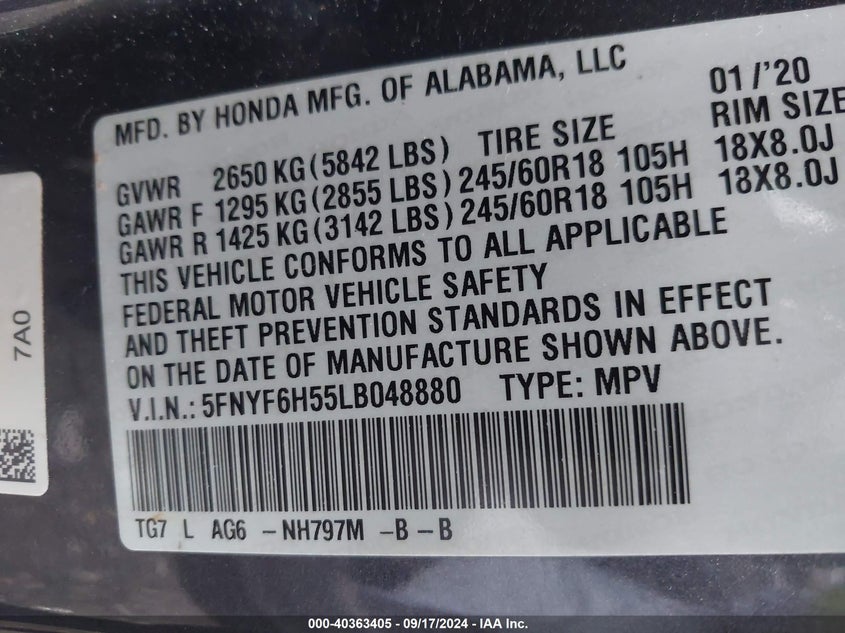 MFD. BY HONDA MFG. OF ALABAMA, LLC 01/'20
GVWR 2650 KG (5842 LBS) TIRE SIZE RIM SIZE
GAWR F 1295 KG (2855 LBS) 245/60R18 105H 18X8.0J
GAWR R 1425 KG (3142 LBS) 245/60R18 105H 18X8.0J
THIS VEHICLE CONFORMS TO ALL APPLICABLE
FEDERAL MOTOR VEHICLE SAFETY
AND THEFT PREVENTION STANDARDS IN EFFECT
ON THE DATE OF MANUFACTURE SHOWN ABOVE.
V.I.N.: 5FNYF6H55LB048880 TYPE: MPV
TG7 L AG6 -NH797M -B-B
7A0
000-40363405 - 09/17/2024 - IAA Inc.